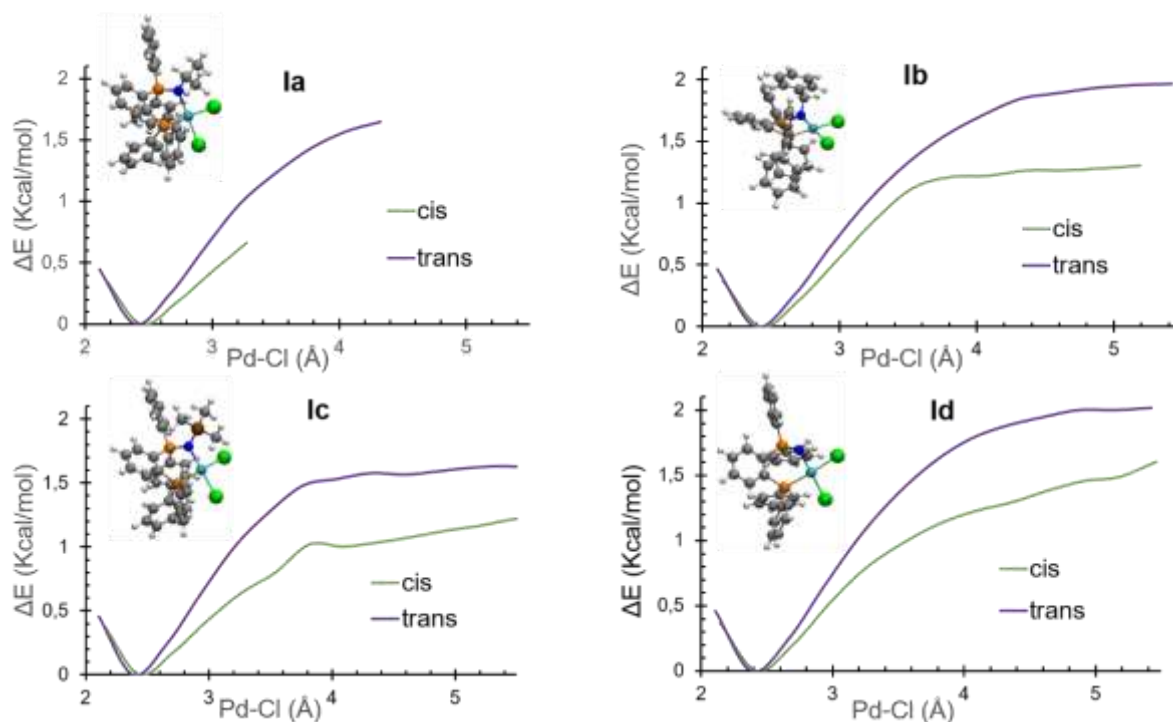 Ia
2
1,5
1
0,5
0
ΔE (Kcal/mol)
cis
trans
2
3
4
5
Pd-Cl (Å)
Ib
2
1,5
1
0,5
0
ΔE (Kcal/mol)
cis
trans
2
3
4
5
Pd-Cl (Å)
Ic
2
1,5
1
0,5
0
ΔE (Kcal/mol)
cis
trans
2
3
4
5
Pd-Cl (Å)
Id
2
1,5
1
0,5
0
ΔE (Kcal/mol)
cis
trans
2
3
4
5
Pd-Cl (Å)